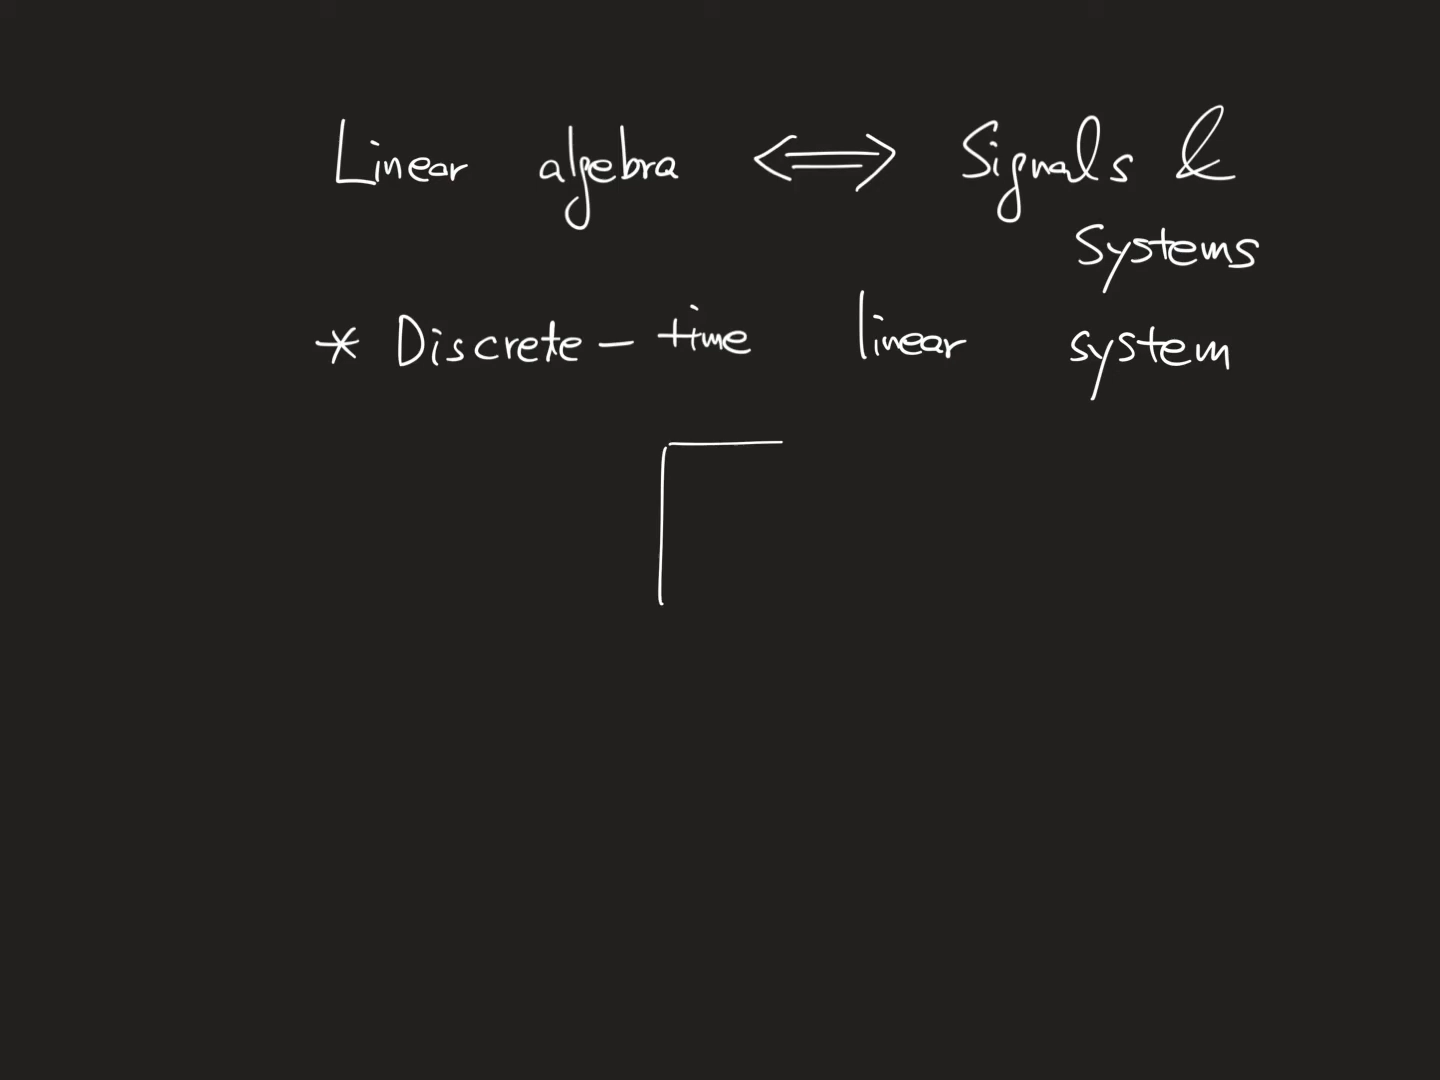 Linear algebra ⟺ Signals &
Systems
* Discrete - time linear system